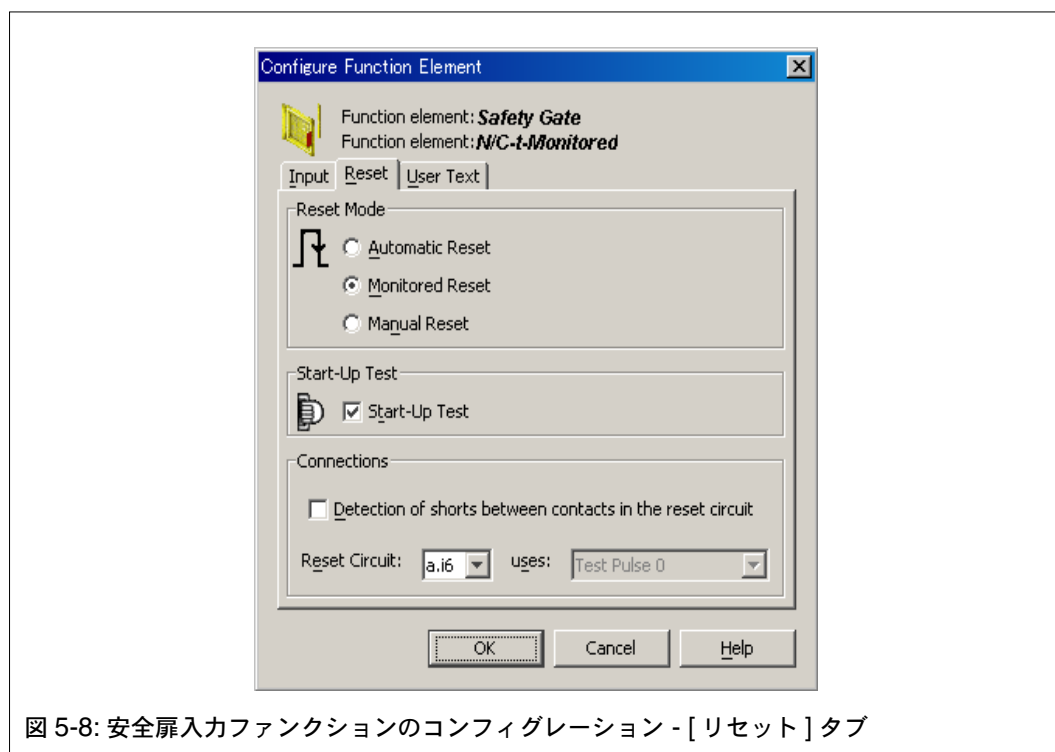 Configure Function Element
Function element: Safety Gate
Function element: N/C-t-Monitored
Input Reset User Text
Reset Mode
Automatic Reset
Monitored Reset
Manual Reset
Start-Up Test
Start-Up Test
Connections
Detection of shorts between contacts in the reset circuit
Reset Circuit: a.i6 uses: Test Pulse 0
OK Cancel Help
図 5-8: 安全扉入力ファンクションのコンフィグレーション - [ リセット ] タブ